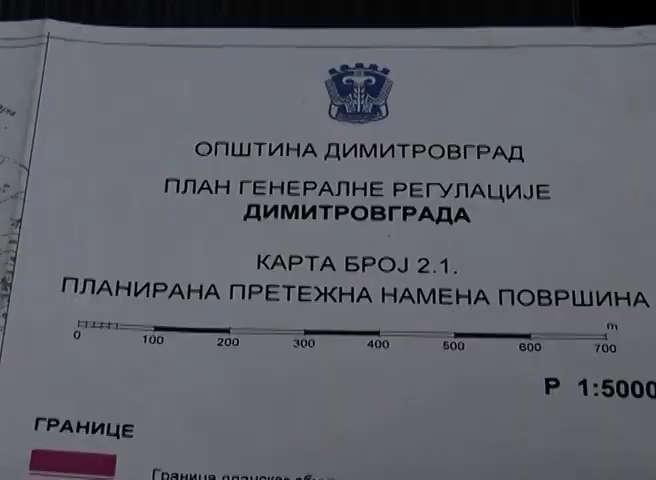 ОПШТИНА ДИМИТРОВГРАД
ПЛАН ГЕНЕРАЛНЕ РЕГУЛАЦИЈЕ
ДИМИТРОВГРАДА
КАРТА БРОЈ 2.1.
ПЛАНИРАНА ПРЕТЕЖНА НАМЕНА ПОВРШИНА
m
0 100 200 300 400 500 600 700
Р 1:5000
ГРАНИЦЕ
Граница